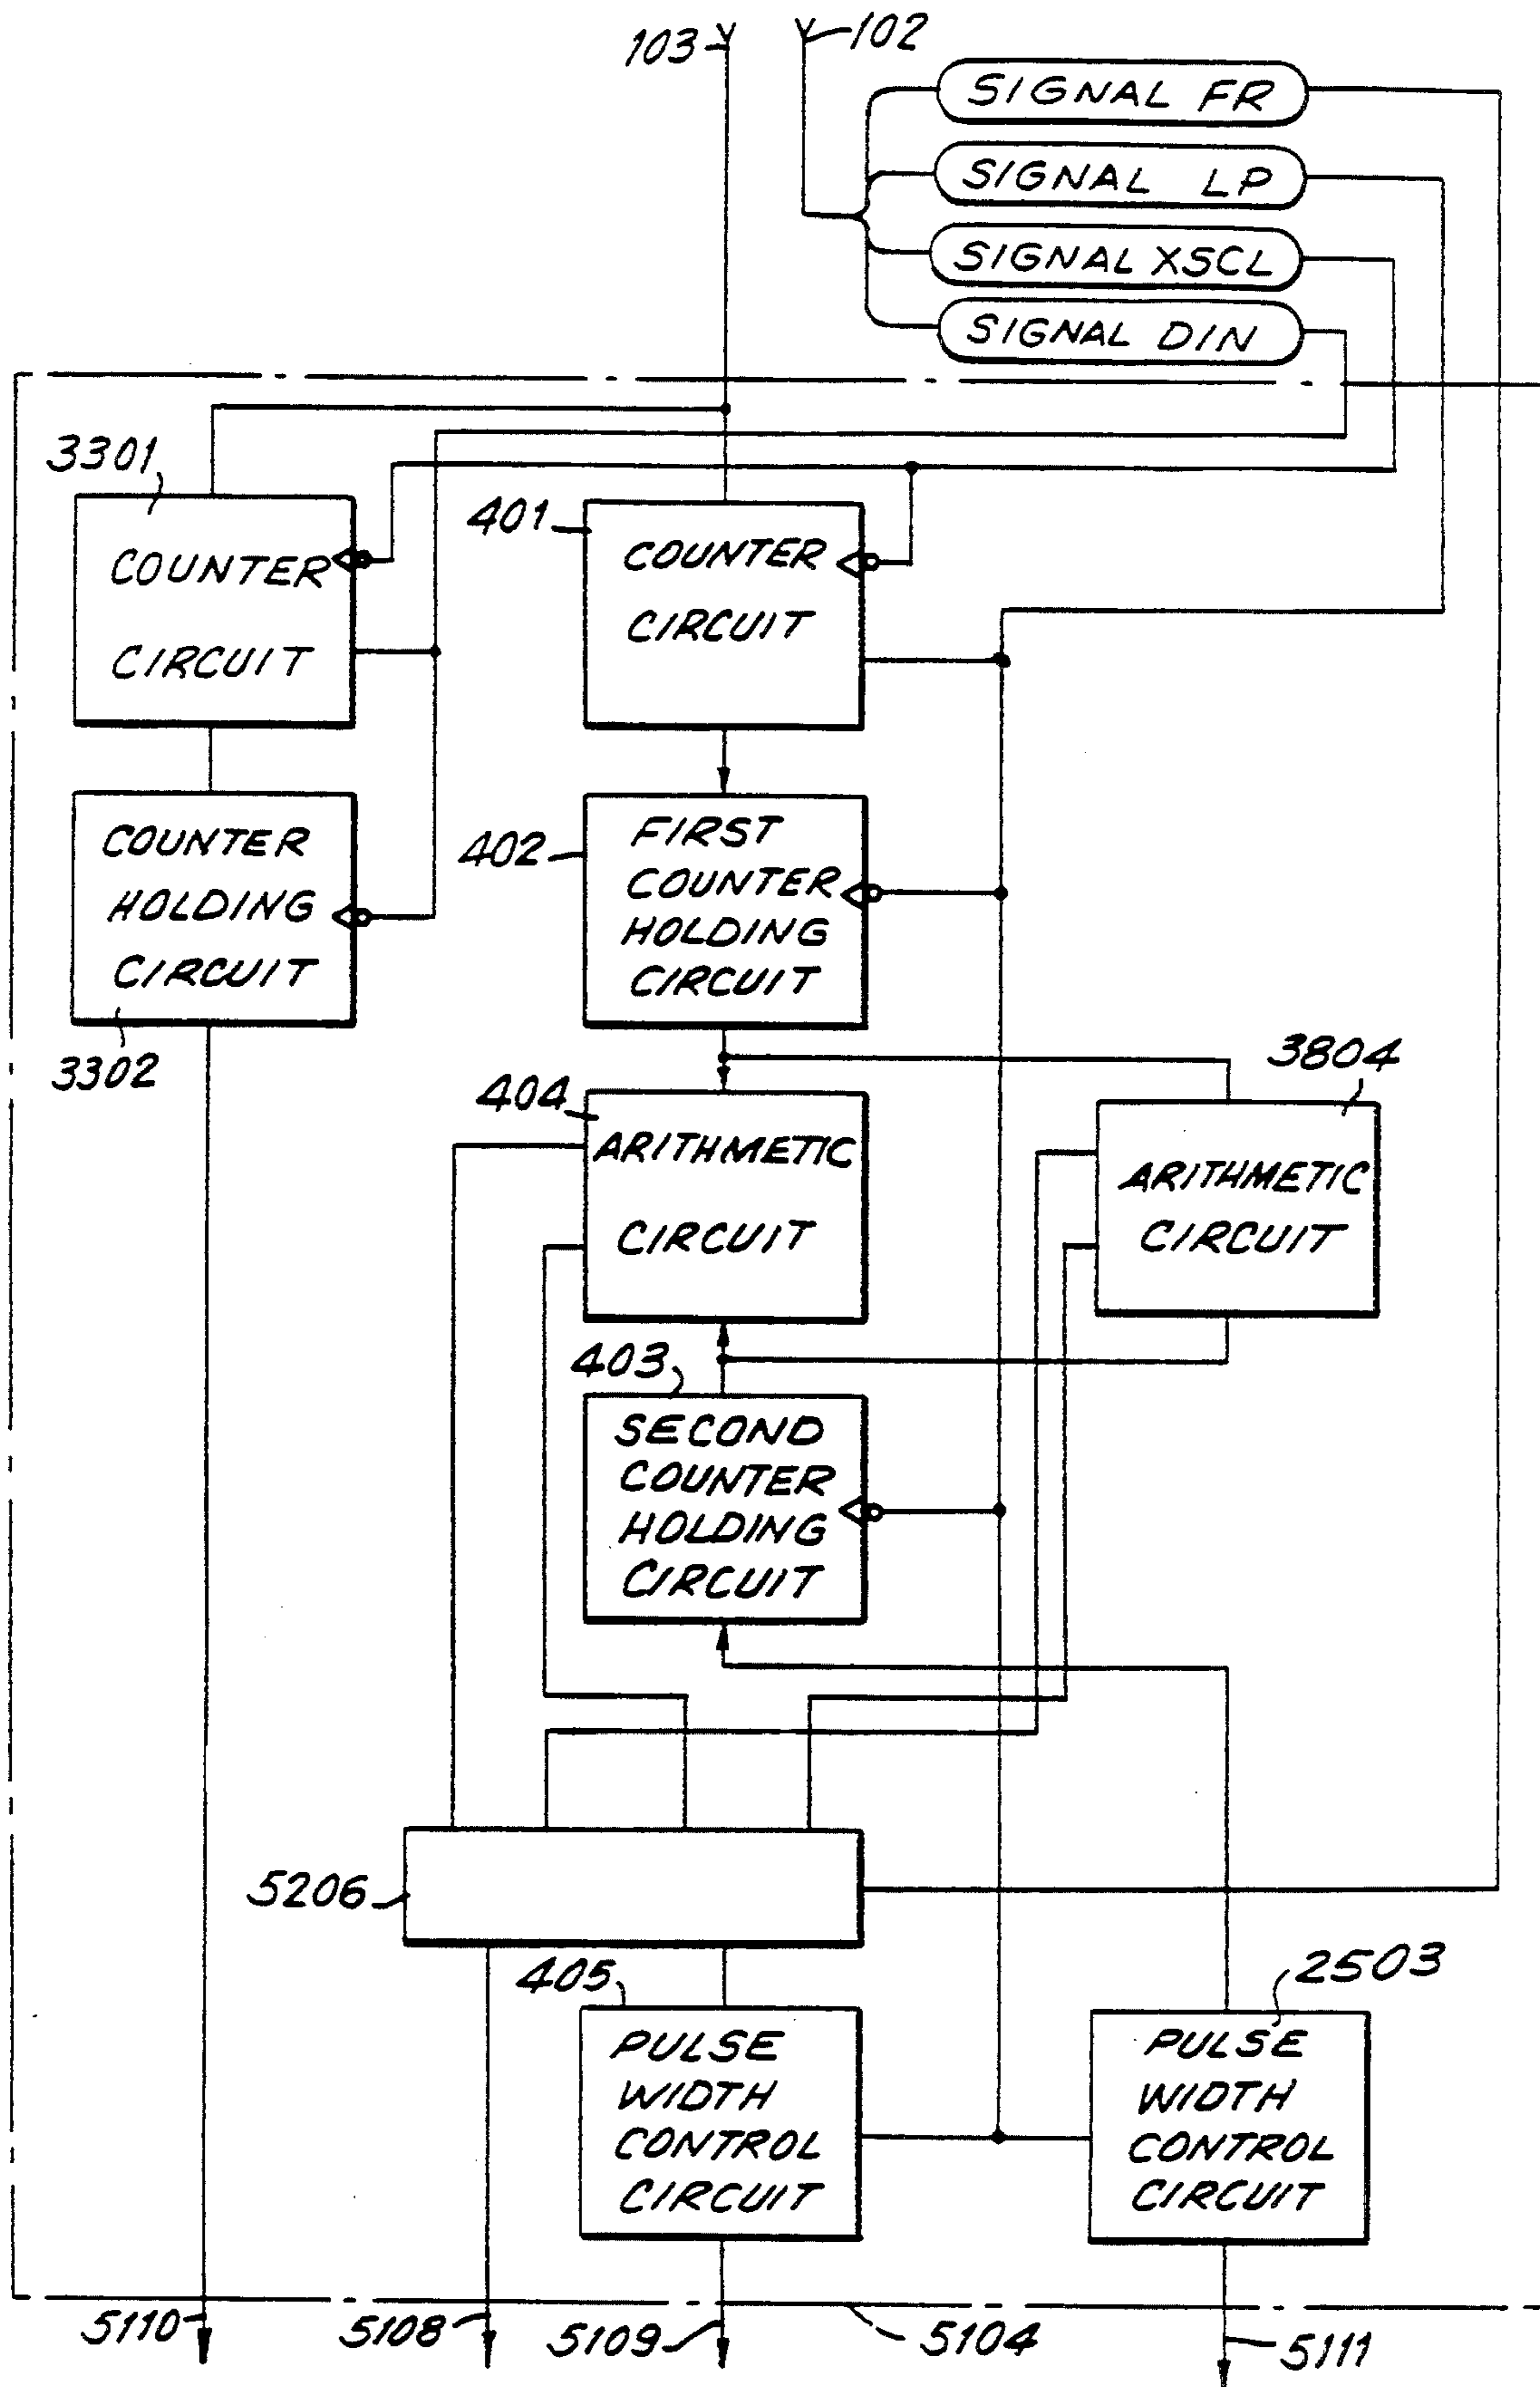 103
102
SIGNAL FR
SIGNAL LP
SIGNAL XSCL
SIGNAL DIN
3301
COUNTER
CIRCUIT
401
COUNTER
CIRCUIT
COUNTER
HOLDING
CIRCUIT
3302
402
FIRST
COUNTER
HOLDING
CIRCUIT
404
ARITHMETIC
CIRCUIT
3804
ARITHMETIC
CIRCUIT
403
SECOND
COUNTER
HOLDING
CIRCUIT
5206
405
PULSE
WIDTH
CONTROL
CIRCUIT
2503
PULSE
WIDTH
CONTROL
CIRCUIT
5110
5108
5109
5104
5111